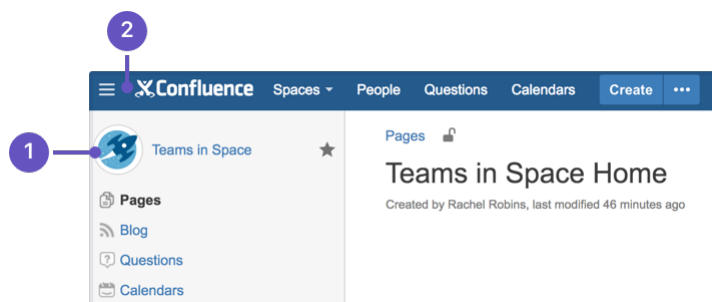 2
Confluence Spaces People Questions Calendars Create •••
1
Teams in Space
Pages
Blog
Questions
Calendars
Pages
Teams in Space Home
Created by Rachel Robins, last modified 46 minutes ago